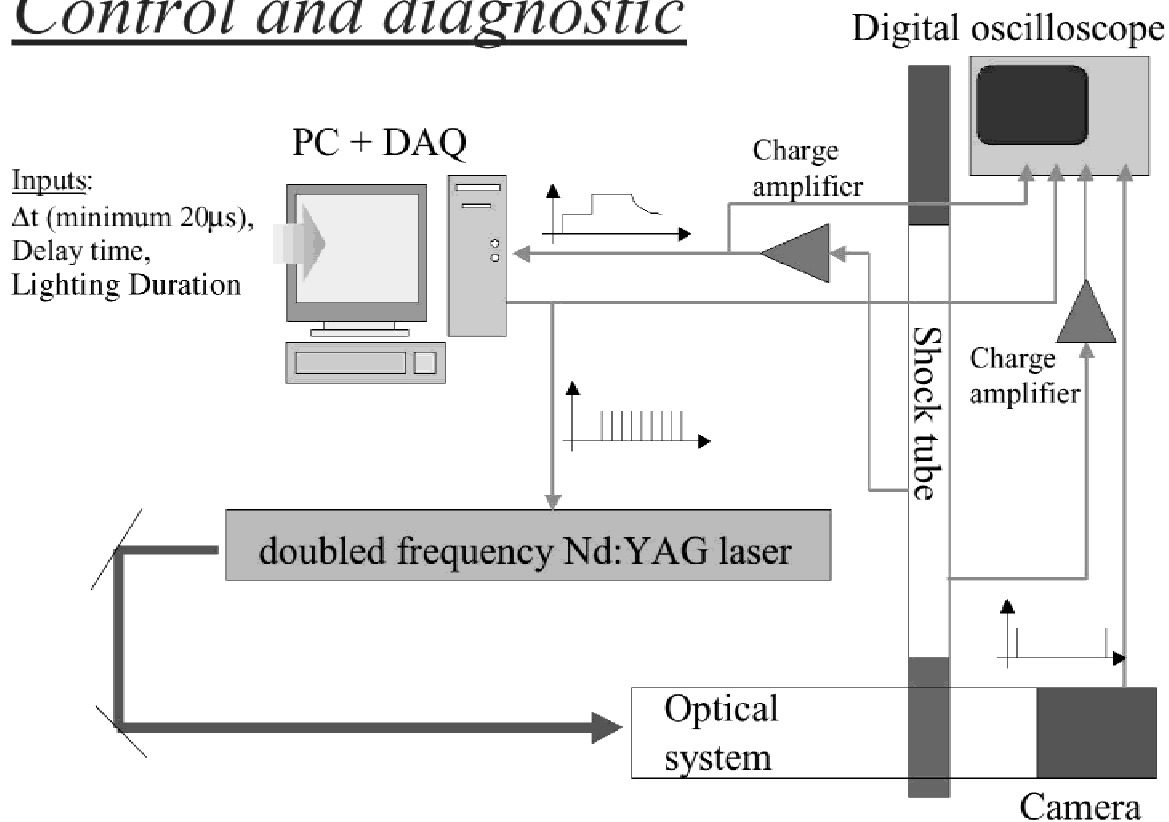 Control and diagnostic
Digital oscilloscope
PC + DAQ
Charge
amplifier
Inputs:
Δt (minimum 20μs),
Delay time,
Lighting Duration
Shock tube
Charge
amplifier
doubled frequency Nd:YAG laser
Optical
system
Camera